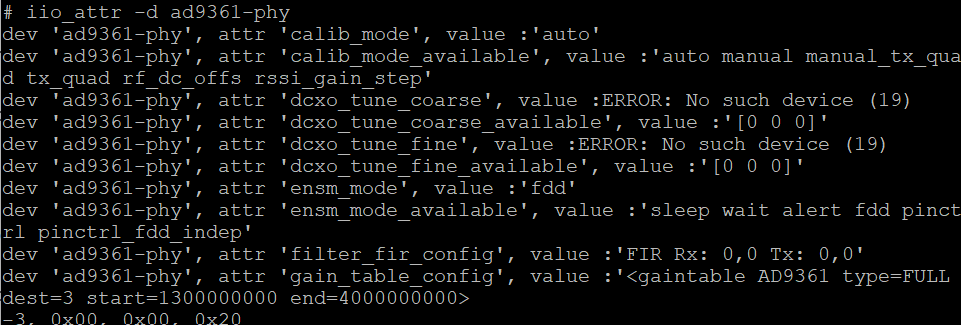 # iio_attr -d ad9361-phy
dev 'ad9361-phy', attr 'calib_mode', value :'auto'
dev 'ad9361-phy', attr 'calib_mode_available', value :'auto manual manual_tx_qua
d tx_quad rf_dc_offs rssi_gain_step'
dev 'ad9361-phy', attr 'dcxo_tune_coarse', value :ERROR: No such device (19)
dev 'ad9361-phy', attr 'dcxo_tune_coarse_available', value :'[0 0 0]'
dev 'ad9361-phy', attr 'dcxo_tune_fine', value :ERROR: No such device (19)
dev 'ad9361-phy', attr 'dcxo_tune_fine_available', value :'[0 0 0]'
dev 'ad9361-phy', attr 'ensm_mode', value :'fdd'
dev 'ad9361-phy', attr 'ensm_mode_available', value :'sleep wait alert fdd pinct
rl pinctrl_fdd_indep'
dev 'ad9361-phy', attr 'filter_fir_config', value :'FIR Rx: 0,0 Tx: 0,0'
dev 'ad9361-phy', attr 'gain_table_config', value :'<gaintable AD9361 type=FULL
dest=3 start=1300000000 end=4000000000>
-3, 0x00, 0x00, 0x20